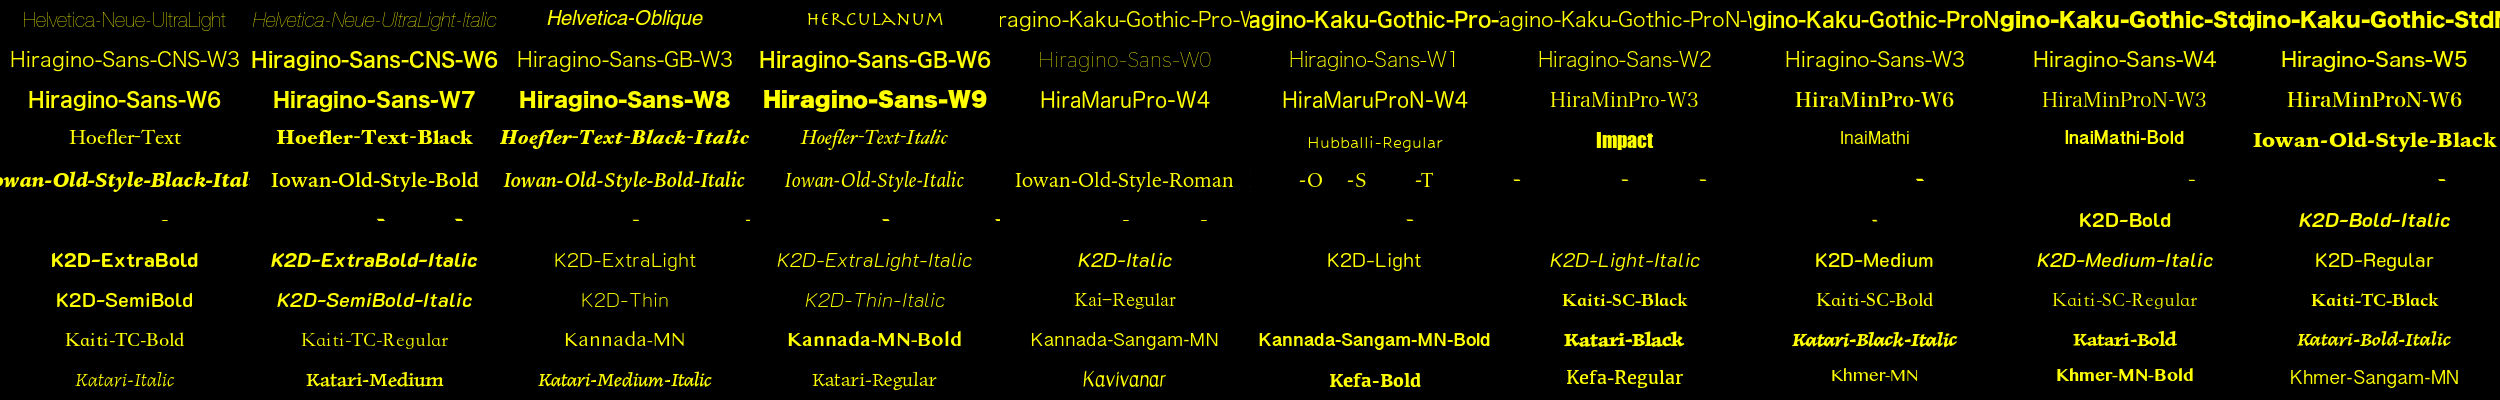 Helvetica-Neue-UltraLight Helvetica-Neue-UltraLight-Italic Helvetica-Oblique HERCULANUM ragino-Kaku-Gothic-Pro-W agino-Kaku-Gothic-Pro- agino-Kaku-Gothic-ProN-W gino-Kaku-Gothic-ProN gino-Kaku-Gothic-Std gino-Kaku-Gothic-StdN
Hiragino-Sans-CNS-W3 Hiragino-Sans-CNS-W6 Hiragino-Sans-GB-W3 Hiragino-Sans-GB-W6 Hiragino-Sans-W0 Hiragino-Sans-W1 Hiragino-Sans-W2 Hiragino-Sans-W3 Hiragino-Sans-W4 Hiragino-Sans-W5
Hiragino-Sans-W6 Hiragino-Sans-W7 Hiragino-Sans-W8 Hiragino-Sans-W9 HiraMaruPro-W4 HiraMaruProN-W4 HiraMinPro-W3 HiraMinPro-W6 HiraMinProN-W3 HiraMinProN-W6
Hoefler-Text Hoefler-Text-Black Hoefler-Text-Black-Italic Hoefler-Text-Italic Hubballi-Regular Impact InaiMathi InaiMathi-Bold Iowan-Old-Style-Black
owan-Old-Style-Black-Ital Iowan-Old-Style-Bold Iowan-Old-Style-Bold-Italic Iowan-Old-Style-Italic Iowan-Old-Style-Roman -O -S -T - - - - - -
- - - - - - - - - - - K2D-Bold K2D-Bold-Italic
K2D-ExtraBold K2D-ExtraBold-Italic K2D-ExtraLight K2D-ExtraLight-Italic K2D-Italic K2D-Light K2D-Light-Italic K2D-Medium K2D-Medium-Italic K2D-Regular
K2D-SemiBold K2D-SemiBold-Italic K2D-Thin K2D-Thin-Italic Kai-Regular Kaiti-SC-Black Kaiti-SC-Bold Kaiti-SC-Regular Kaiti-TC-Black
Kaiti-TC-Bold Kaiti-TC-Regular Kannada-MN Kannada-MN-Bold Kannada-Sangam-MN Kannada-Sangam-MN-Bold Katari-Black Katari-Black-Italic Katari-Bold Katari-Bold-Italic
Katari-Italic Katari-Medium Katari-Medium-Italic Katari-Regular Kavivanar Kefa-Bold Kefa-Regular Khmer-MN Khmer-MN-Bold Khmer-Sangam-MN